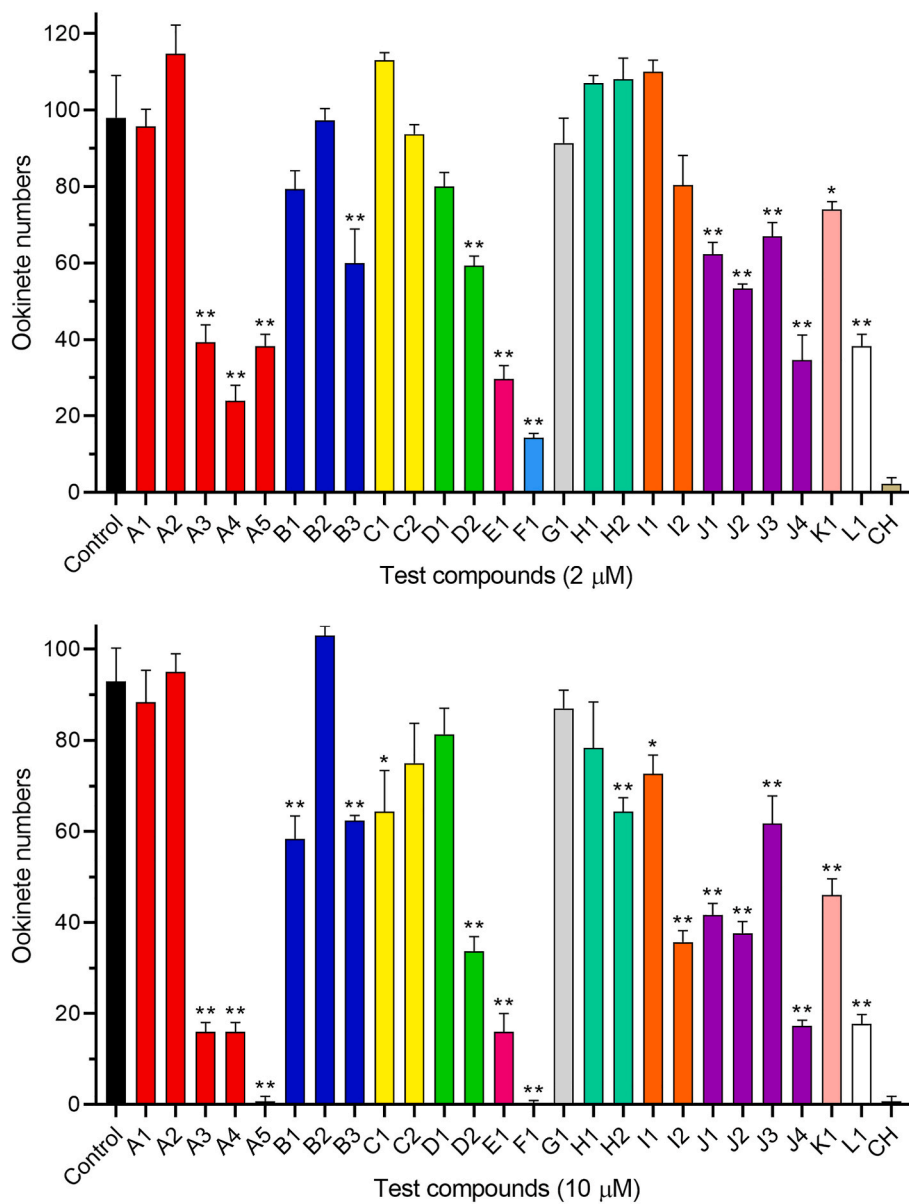 120
100
80
60
40
20
0
Ookinete numbers
** ** ** ** ** ** ** ** ** ** ** * **
Control A1 A2 A3 A4 A5 B1 B2 B3 C1 C2 D1 D2 E1 F1 G1 H1 H2 I1 I2 J1 J2 J3 J4 K1 L1 CH
Test compounds (2 μM)
100
80
60
40
20
0
Ookinete numbers
** ** ** ** ** * ** ** ** ** * ** ** ** ** ** ** **
Control A1 A2 A3 A4 A5 B1 B2 B3 C1 C2 D1 D2 E1 F1 G1 H1 H2 I1 I2 J1 J2 J3 J4 K1 L1 CH
Test compounds (10 μM)